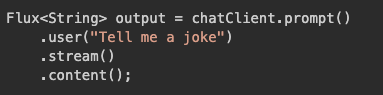 Flux<String> output = chatClient.prompt()
    .user("Tell me a joke")
    .stream()
    .content();